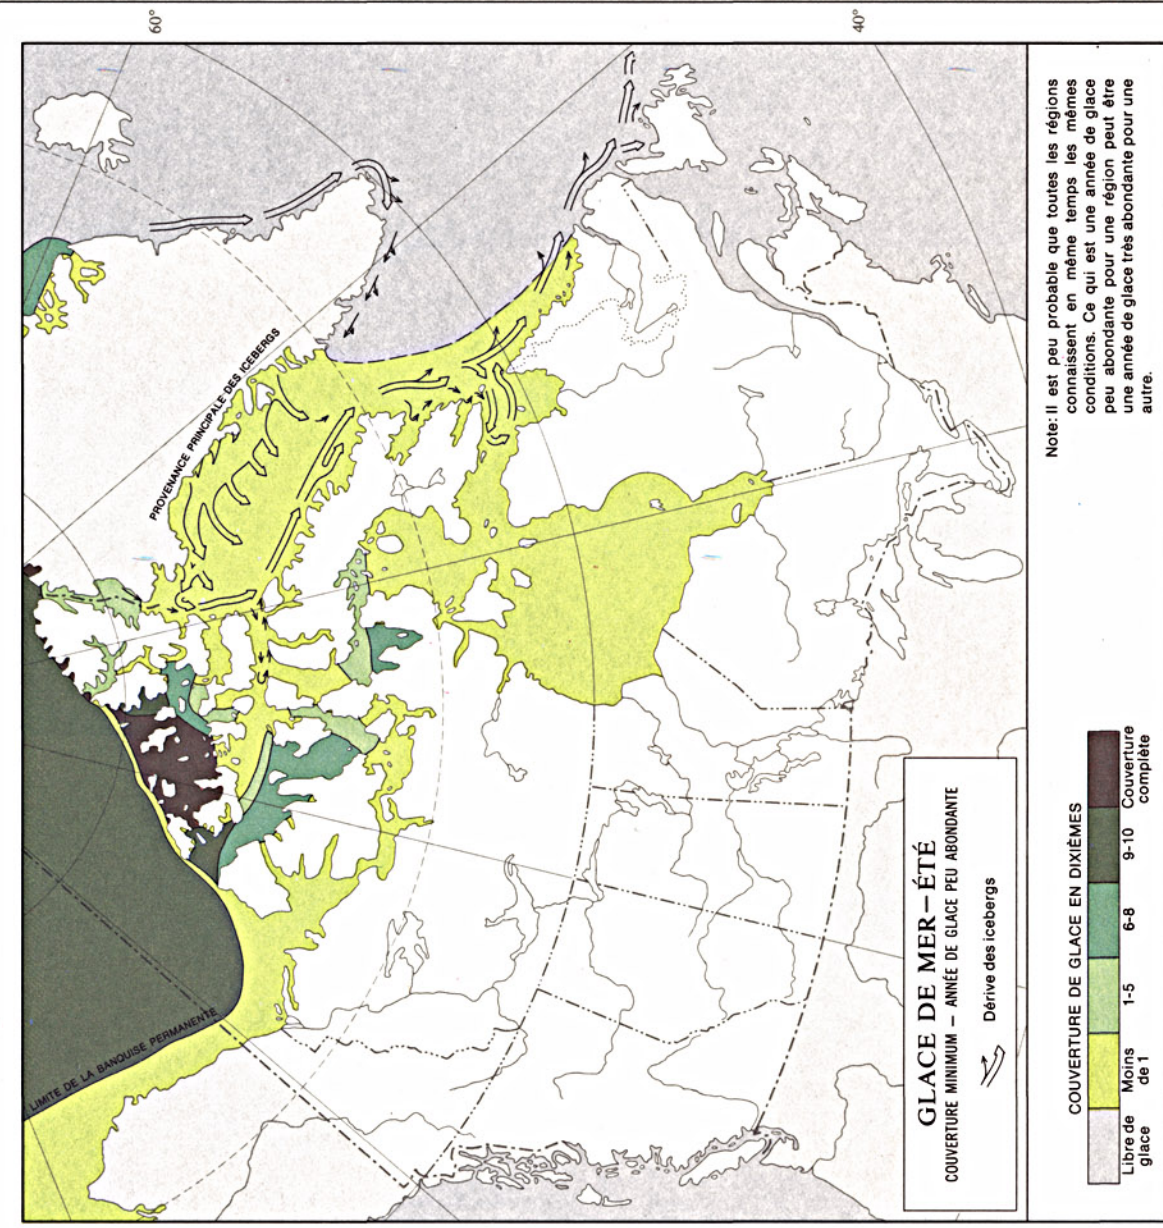 60°
40°
PROVENANCE PRINCIPALE DES ICEBERGS
LIMITE DE LA BANQUISE PERMANENTE
GLACE DE MER—ÉTÉ
COUVERTURE MINIMUM – ANNÉE DE GLACE PEU ABONDANTE
Dérive des icebergs
COUVERTURE DE GLACE EN DIXIÈMES
Libre de glace
Moins de 1
1-5
6-8
9-10
Couverture complète
Note: Il est peu probable que toutes les régions
connaissent en même temps les mêmes
conditions. Ce qui est une année de glace
peu abondante pour une région peut être
une année de glace très abondante pour une
autre.